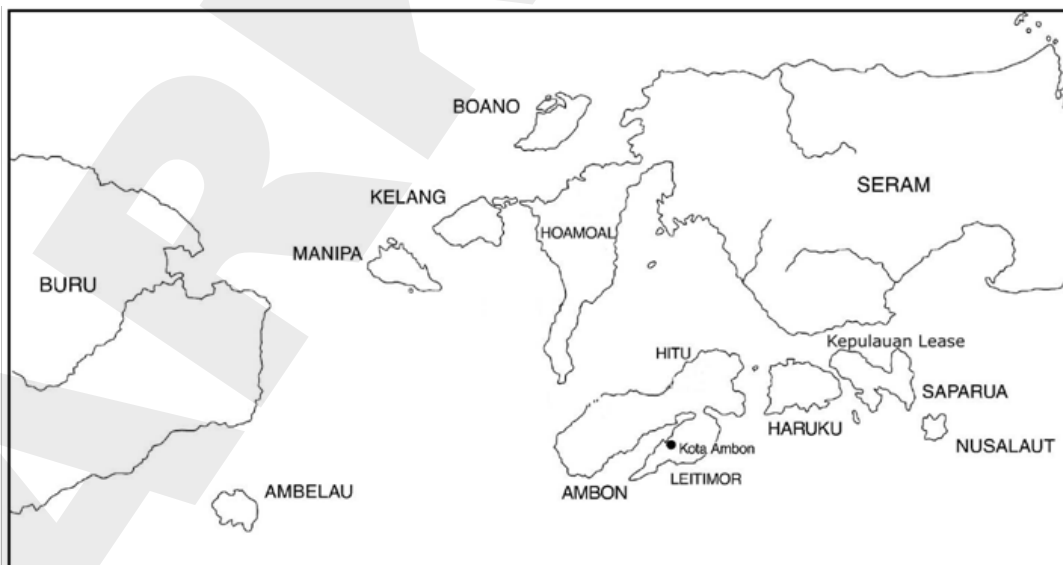 BOANO
KELANG
SERAM
HOAMOAL
MANIPA
BURU
Kepulauan Lease
HITU
SAPARUA
HARUKU
NUSALAUT
Kota Ambon
LEITIMOR
AMBON
AMBELAU